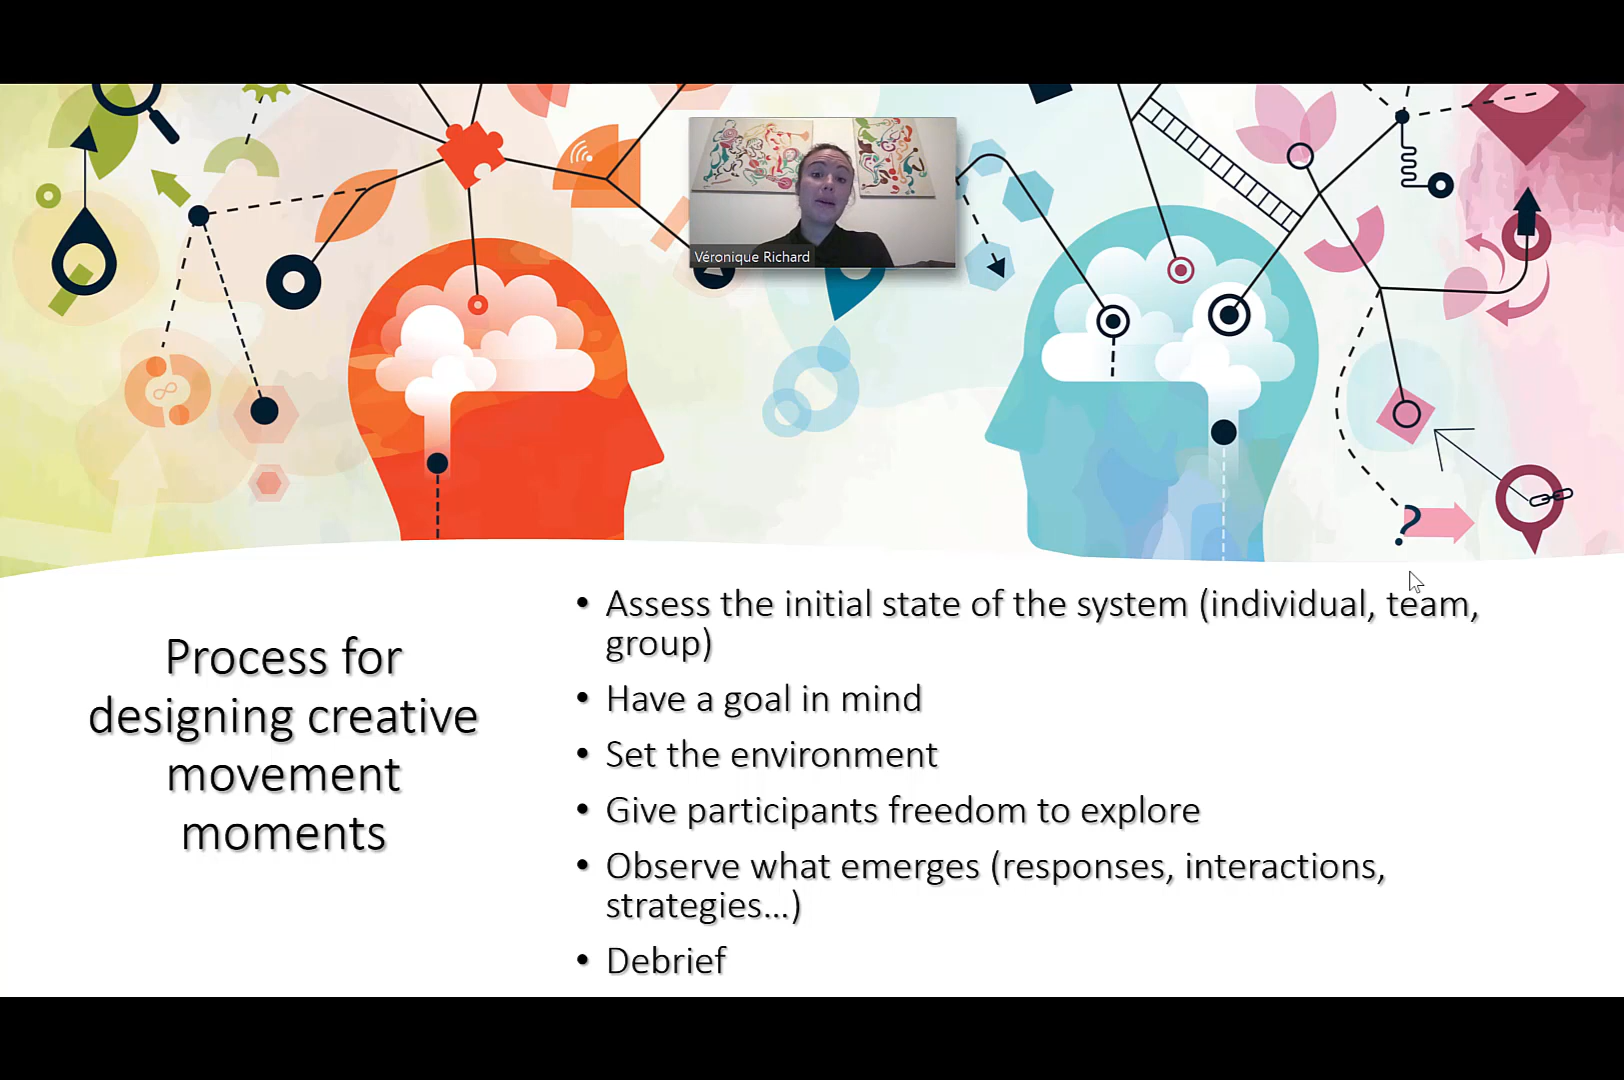 Véronique Richard
Process for
designing creative
movement
moments
• Assess the initial state of the system (individual, team,
group)
• Have a goal in mind
• Set the environment
• Give participants freedom to explore
• Observe what emerges (responses, interactions,
strategies...)
• Debrief
?